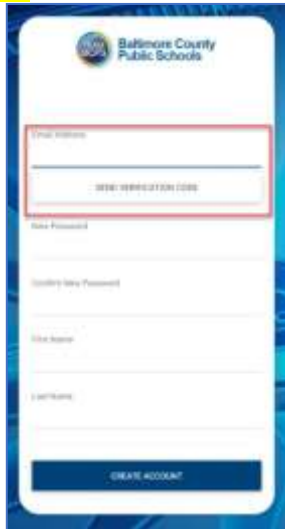 Baltimore County
Public Schools
Email Address
SEND VERIFICATION CODE
New Password
Confirm New Password
First Name
Last Name
CREATE ACCOUNT